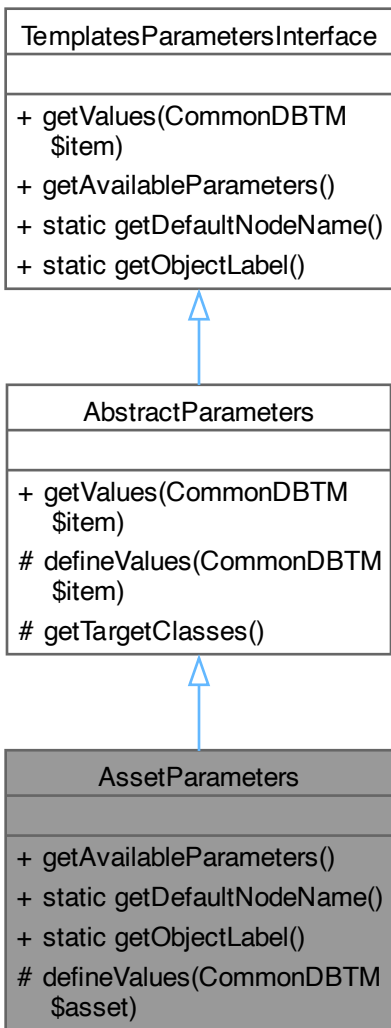 TemplatesParametersInterface
+ getValues(CommonDBTM
$item)
+ getAvailableParameters()
+ static getDefaultNodeName()
+ static getObjectLabel()
AbstractParameters
+ getValues(CommonDBTM
$item)
# defineValues(CommonDBTM
$item)
# getTargetClasses()
AssetParameters
+ getAvailableParameters()
+ static getDefaultNodeName()
+ static getObjectLabel()
# defineValues(CommonDBTM
$asset)